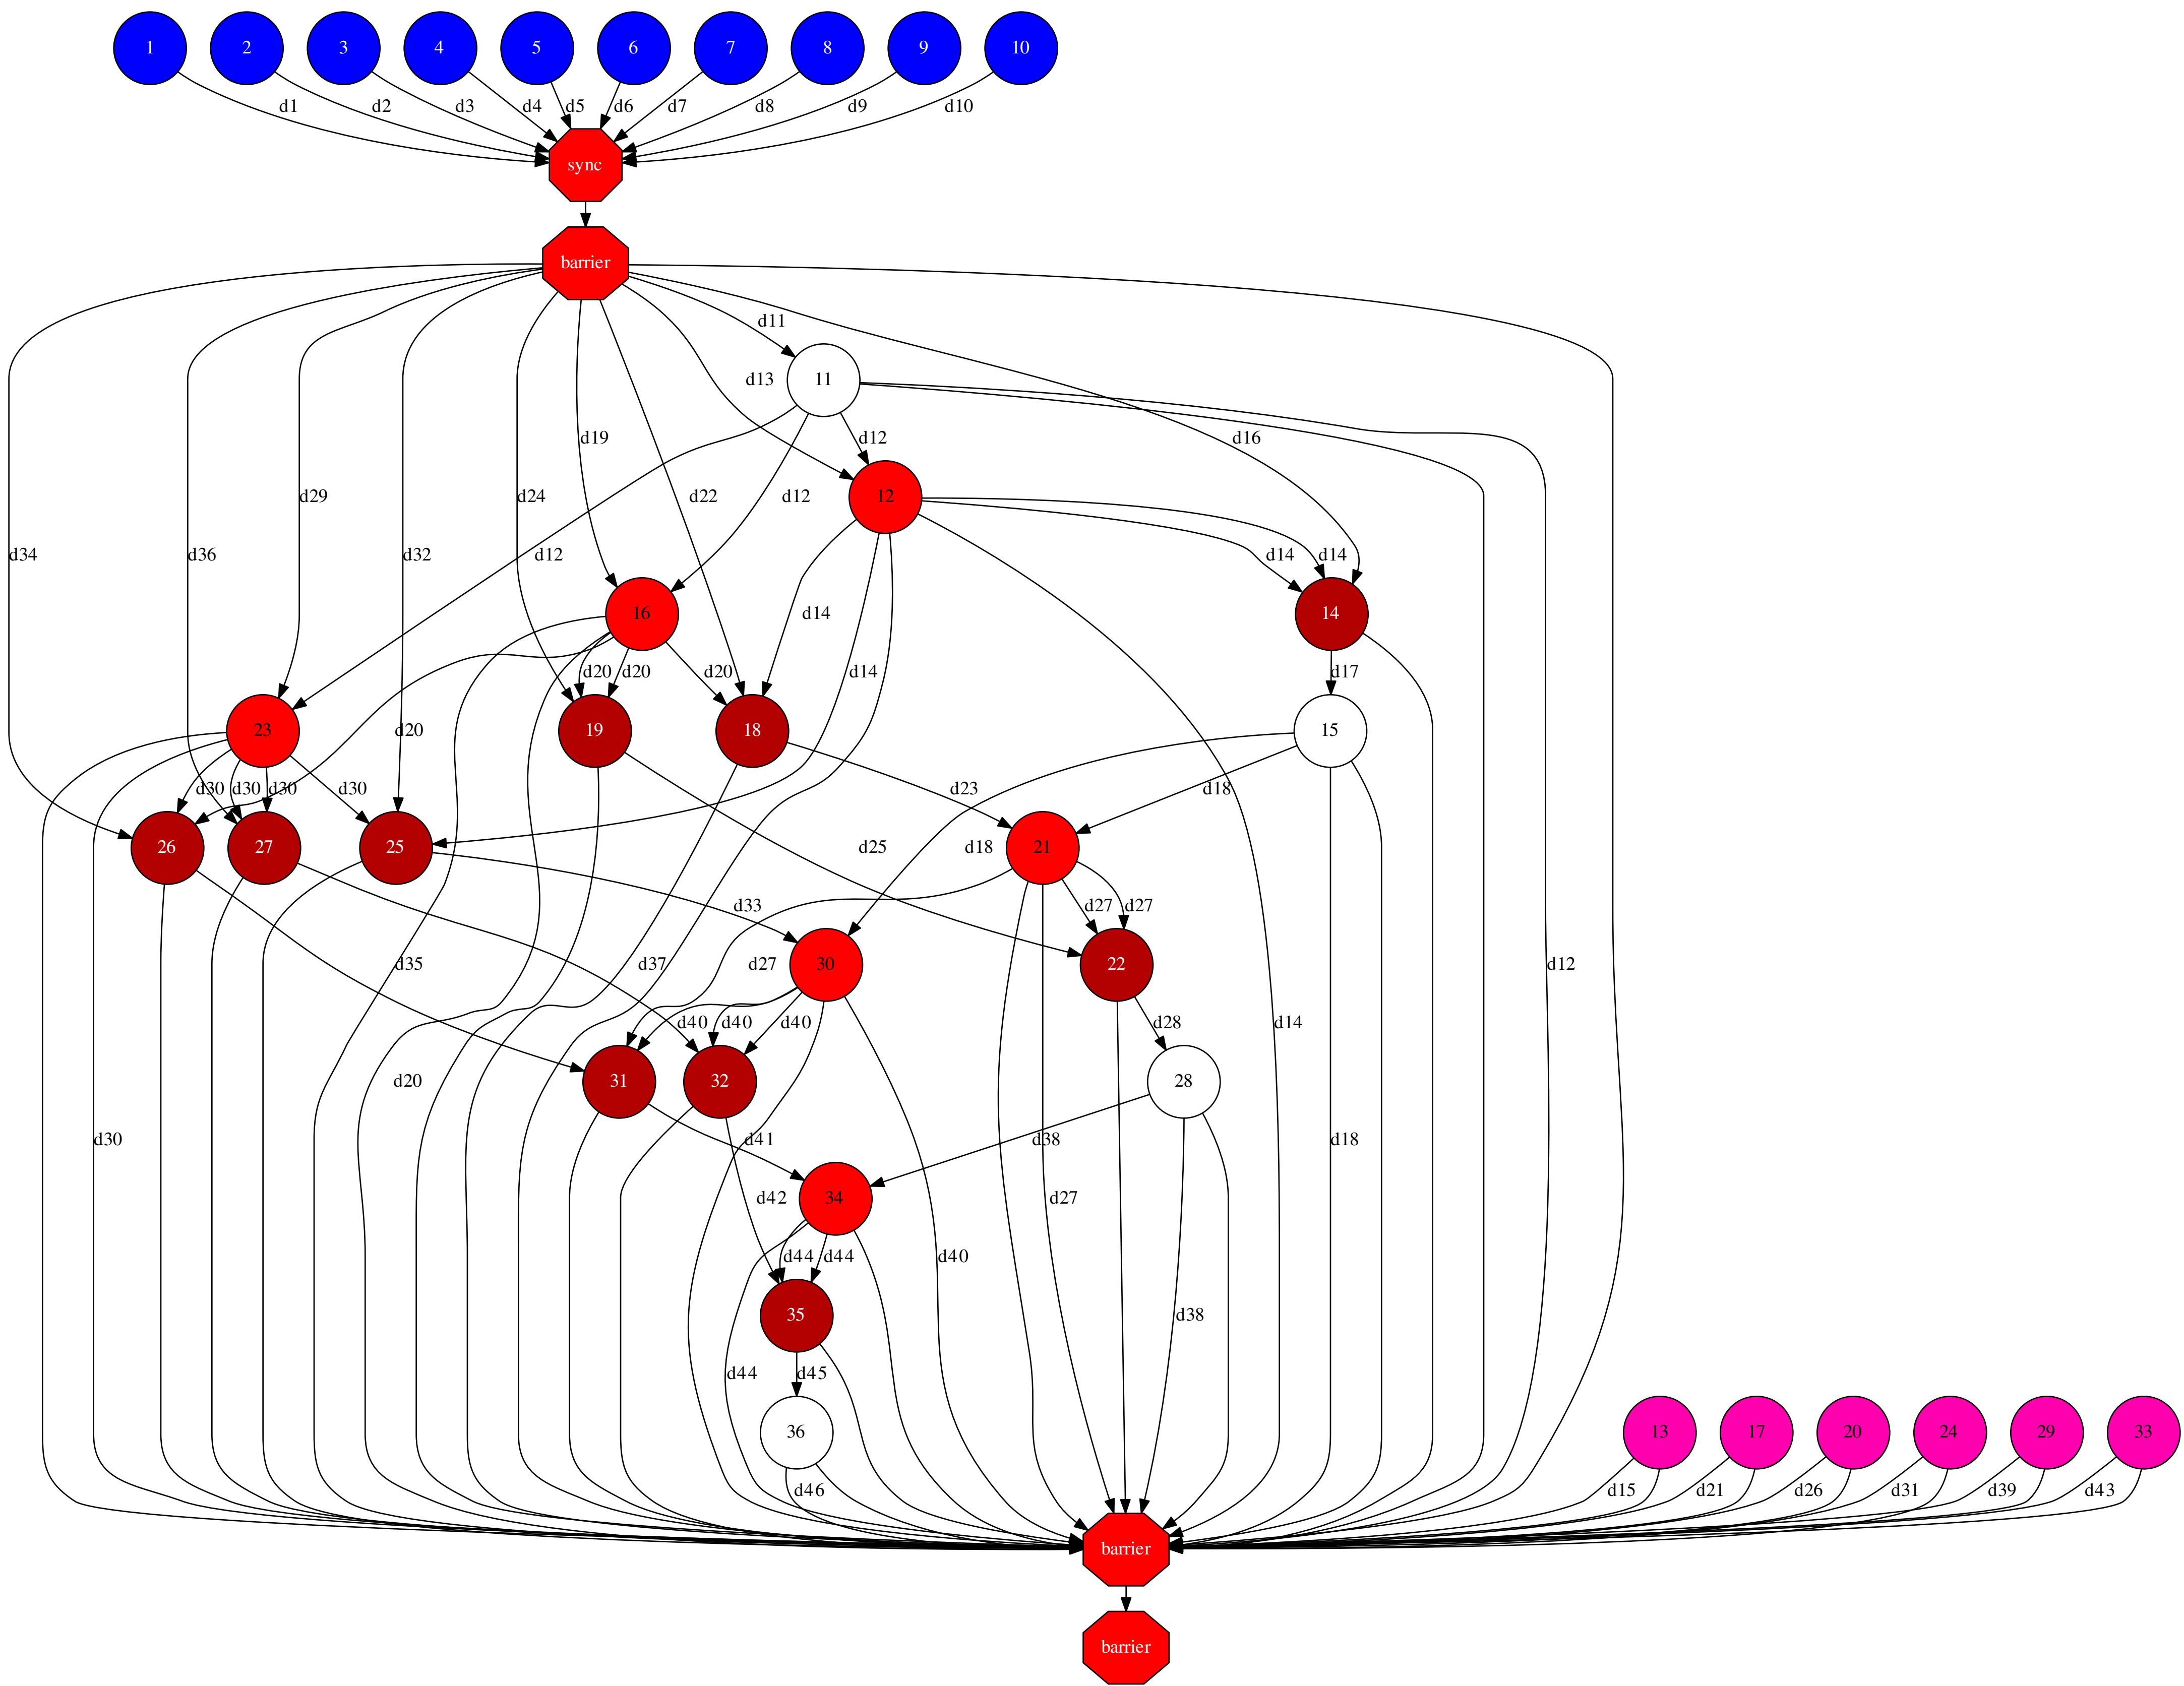 1 2 3 4 5 6 7 8 9 10
d1 d2 d3 d4 d5 d6 d7 d8 d9 d10
sync
barrier
d11
d13 11
d19 d12 d16
d29 d24 d22 d12 12
d34 d36 d32 d12 d14 d14
16 d14 14
d20 d20 d20 d14 d17
23 d20 19 18 15
d30 d30 d30 d30 d23 d18
26 27 25 d25 d18 21
d33 d27 d27
d35 d37 d27 30 22 d12
d40 d40 d40 d28 d14
d20 31 32 28
d30 d41 d38 d18
d42 34 d27
d44 d44 d40
35 d38
d44 d45
36 13 17 20 24 29 33
d46 d15 d21 d26 d31 d39 d43
barrier
barrier